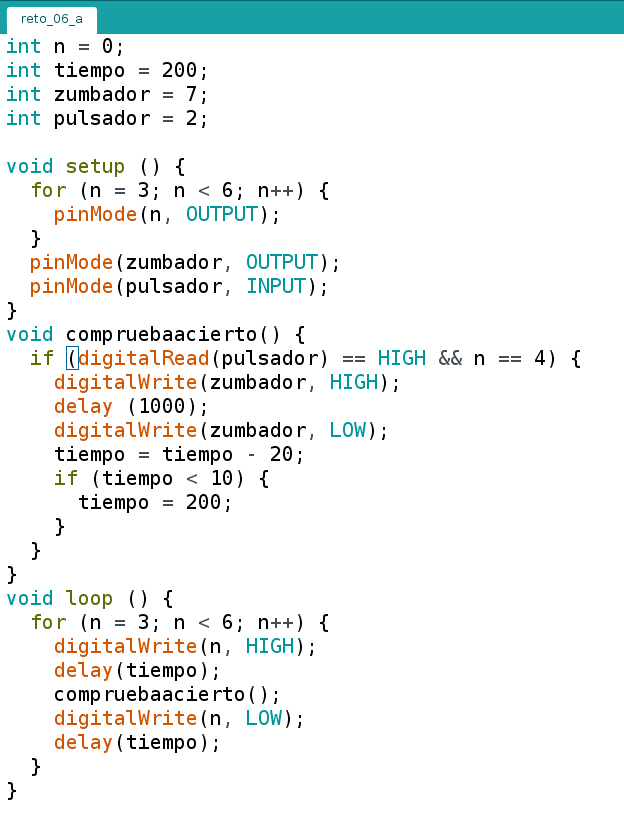 reto_06_a
int n = 0;
int tiempo = 200;
int zumbador = 7;
int pulsador = 2;

void setup () {
  for (n = 3; n < 6; n++) {
    pinMode(n, OUTPUT);
  }
  pinMode(zumbador, OUTPUT);
  pinMode(pulsador, INPUT);
}
void compruebaacierto() {
  if (digitalRead(pulsador) == HIGH && n == 4) {
    digitalWrite(zumbador, HIGH);
    delay (1000);
    digitalWrite(zumbador, LOW);
    tiempo = tiempo - 20;
    if (tiempo < 10) {
      tiempo = 200;
    }
  }
}
void loop () {
  for (n = 3; n < 6; n++) {
    digitalWrite(n, HIGH);
    delay(tiempo);
    compruebaacierto();
    digitalWrite(n, LOW);
    delay(tiempo);
  }
}